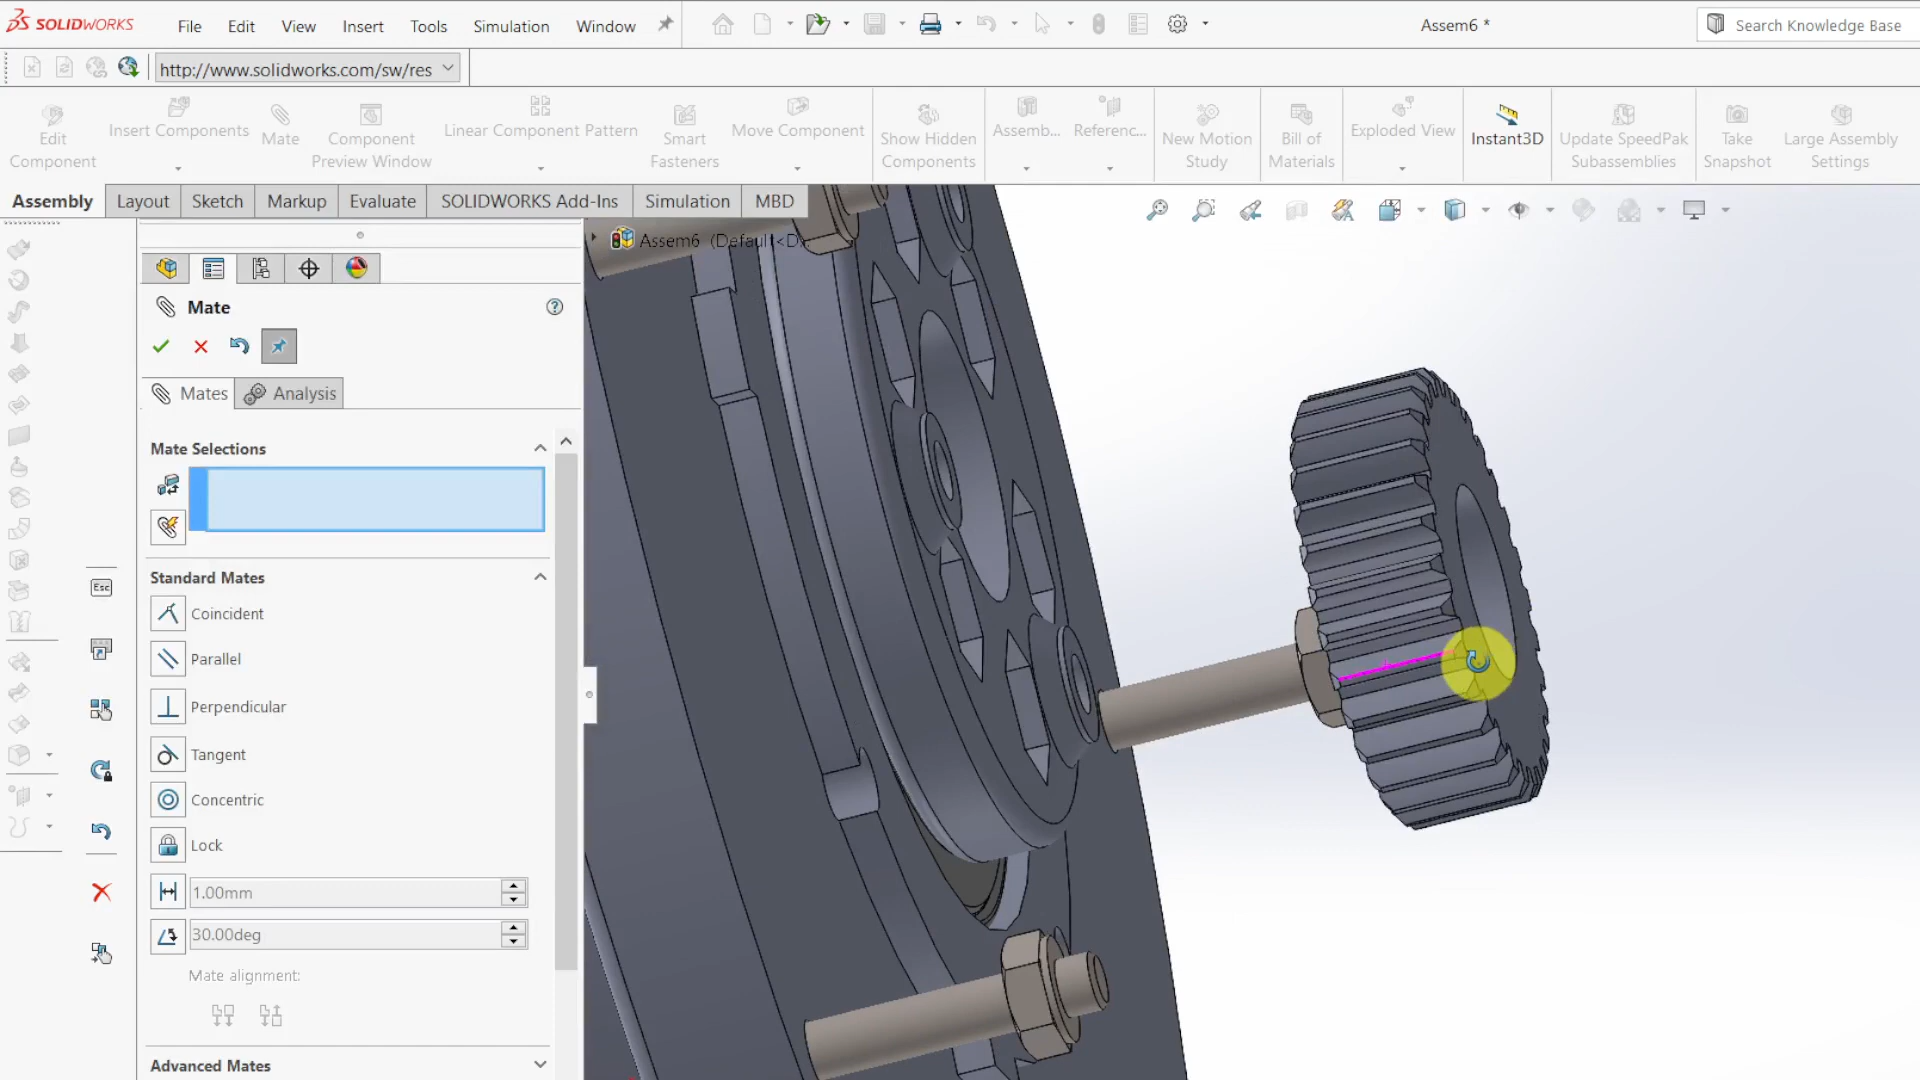 SOLIDWORKS File Edit View Insert Tools Simulation Window Assem6 * Search Knowledge Base
http://www.solidworks.com/sw/res
Edit Component
Insert Components
Mate
Component Preview Window
Linear Component Pattern
Smart Fasteners
Move Component
Show Hidden Components
Assemb...
Referenc...
New Motion Study
Bill of Materials
Exploded View
Instant3D
Update SpeedPak Subassemblies
Take Snapshot
Large Assembly Settings
Assembly Layout Sketch Markup Evaluate SOLIDWORKS Add-Ins Simulation MBD
Assem6 (Default<D...
Mate
Mates Analysis
Mate Selections
Standard Mates
Coincident
Esc
Parallel
Perpendicular
Tangent
Concentric
Lock
1.00mm
30.00deg
Mate alignment:
Advanced Mates